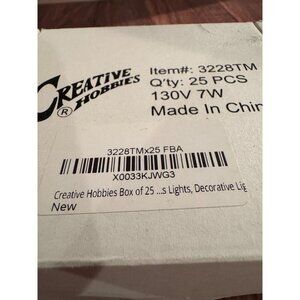 CREATIVE
HOBBIES
®
Item#: 3228TM
Q'ty: 25 PCS
130V 7W
Made In Chin
3228TMx25 FBA
X0033KJWG3
Creative Hobbies Box of 25 ...s Lights, Decorative Lig
New